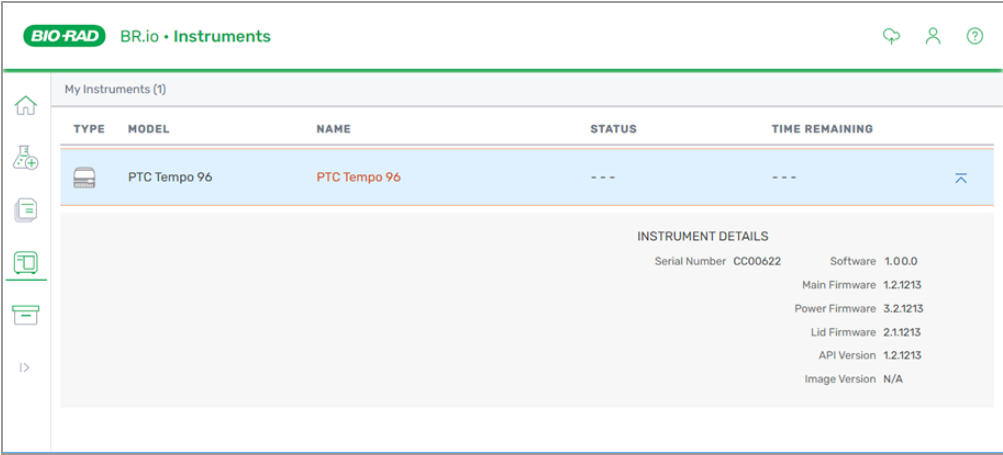 BIO-RAD BR.io • Instruments
?
My Instruments (1)
TYPE MODEL NAME STATUS TIME REMAINING
PTC Tempo 96 PTC Tempo 96 - - - - - -
INSTRUMENT DETAILS
Serial Number CC00622 Software 1.00.0
Main Firmware 1.2.1213
Power Firmware 3.2.1213
Lid Firmware 2.1.1213
API Version 1.2.1213
Image Version N/A